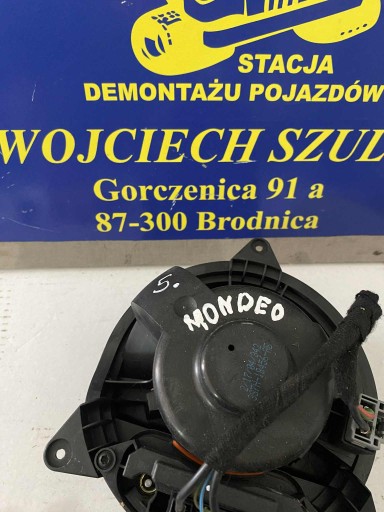 STACJA
DEMONTAŻU POJAZDÓW
WOJCIECH SZUL
Gorczenica 91 a
87-300 Brodnica
5.
MONDEO